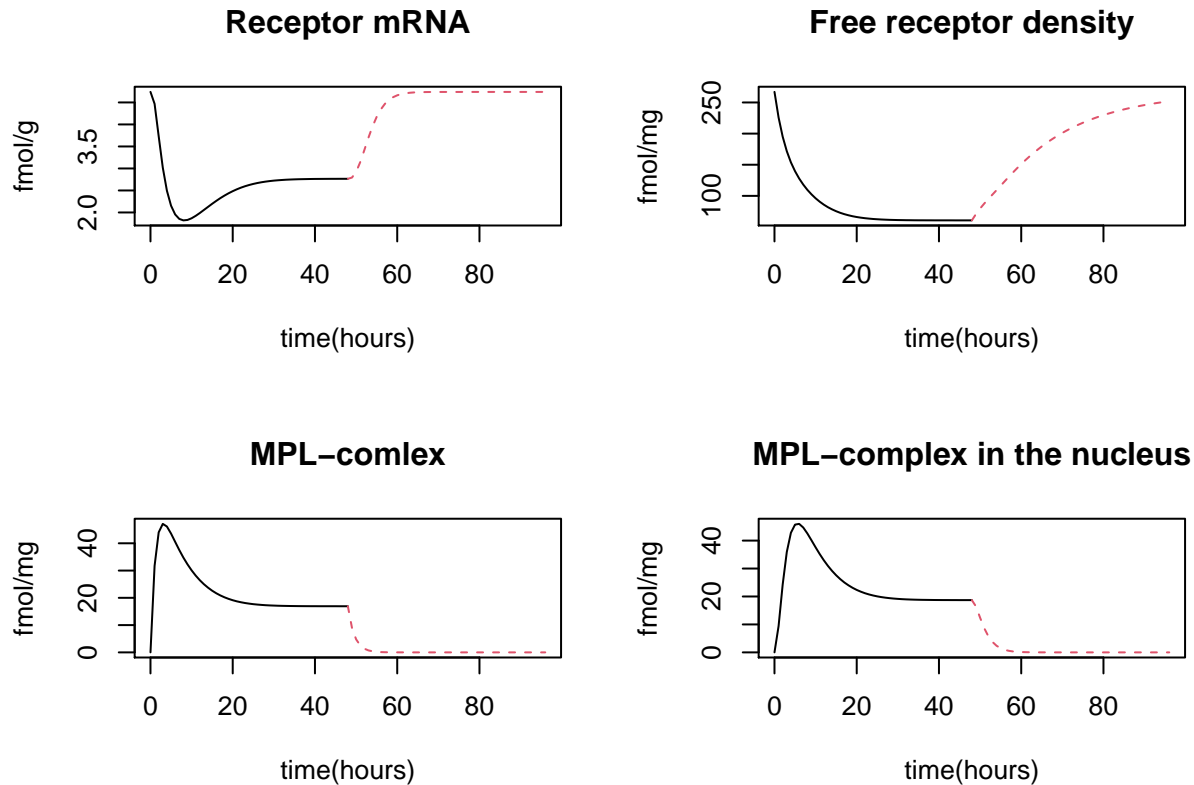 Receptor mRNA
fmol/g
2.0 3.5
0 20 40 60 80
time(hours)
Free receptor density
fmol/mg
100 250
0 20 40 60 80
time(hours)
MPL−comlex
fmol/mg
0 20 40
0 20 40 60 80
time(hours)
MPL−complex in the nucleus
fmol/mg
0 20 40
0 20 40 60 80
time(hours)